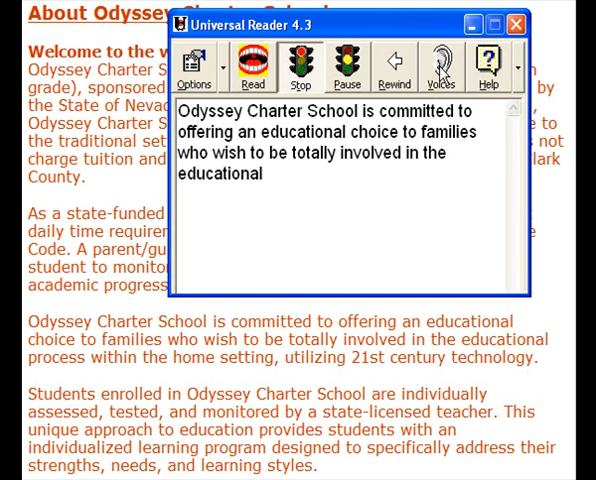 About Odyssey
Universal Reader 4.3
Welcome to the
Options Read Stop Pause Rewind Voices Help
Odyssey Charter School is committed to
offering an educational choice to families
who wish to be totally involved in the
educational
Odyssey Charter S
grade), sponsored by
the State of Nevad
Odyssey Charter S e to
the traditional set s not
charge tuition and lark
County.
As a state-funded
daily time requirem
Code. A parent/gu
student to monitor
academic progress
Odyssey Charter School is committed to offering an educational
choice to families who wish to be totally involved in the educational
process within the home setting, utilizing 21st century technology.
Students enrolled in Odyssey Charter School are individually
assessed, tested, and monitored by a state-licensed teacher. This
unique approach to education provides students with an
individualized learning program designed to specifically address their
strengths, needs, and learning styles.